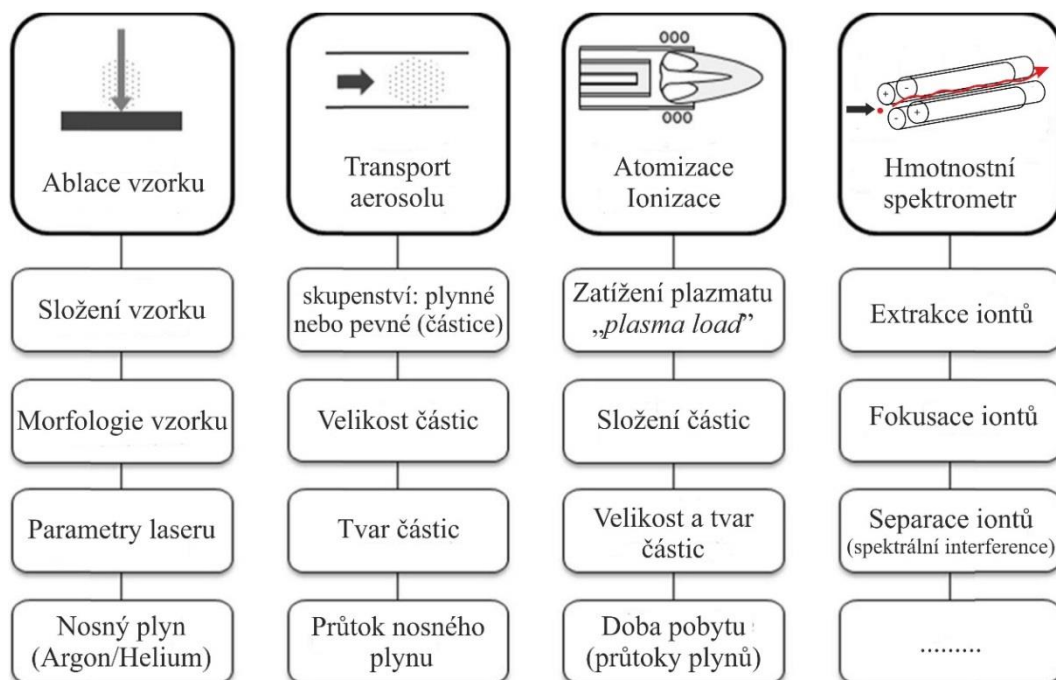 Ablace vzorku
Složení vzorku
Morfologie vzorku
Parametry laseru
Nosný plyn
(Argon/Helium)
ooo
Transport
aerosolu
skupenství: plynné
nebo pevné (částice)
Velikost částic
Tvar částic
Průtok nosného
plynu
ooo
Atomizace
Ionizace
Zatížení plazmatu
„plasma load”
Složení částic
Velikost a tvar
částic
Doba pobytu
(průtoky plynů)
+ -
- +
Hmotnostní
spektrometr
Extrakce iontů
Fokusace iontů
Separace iontů
(spektrální interference)
.........